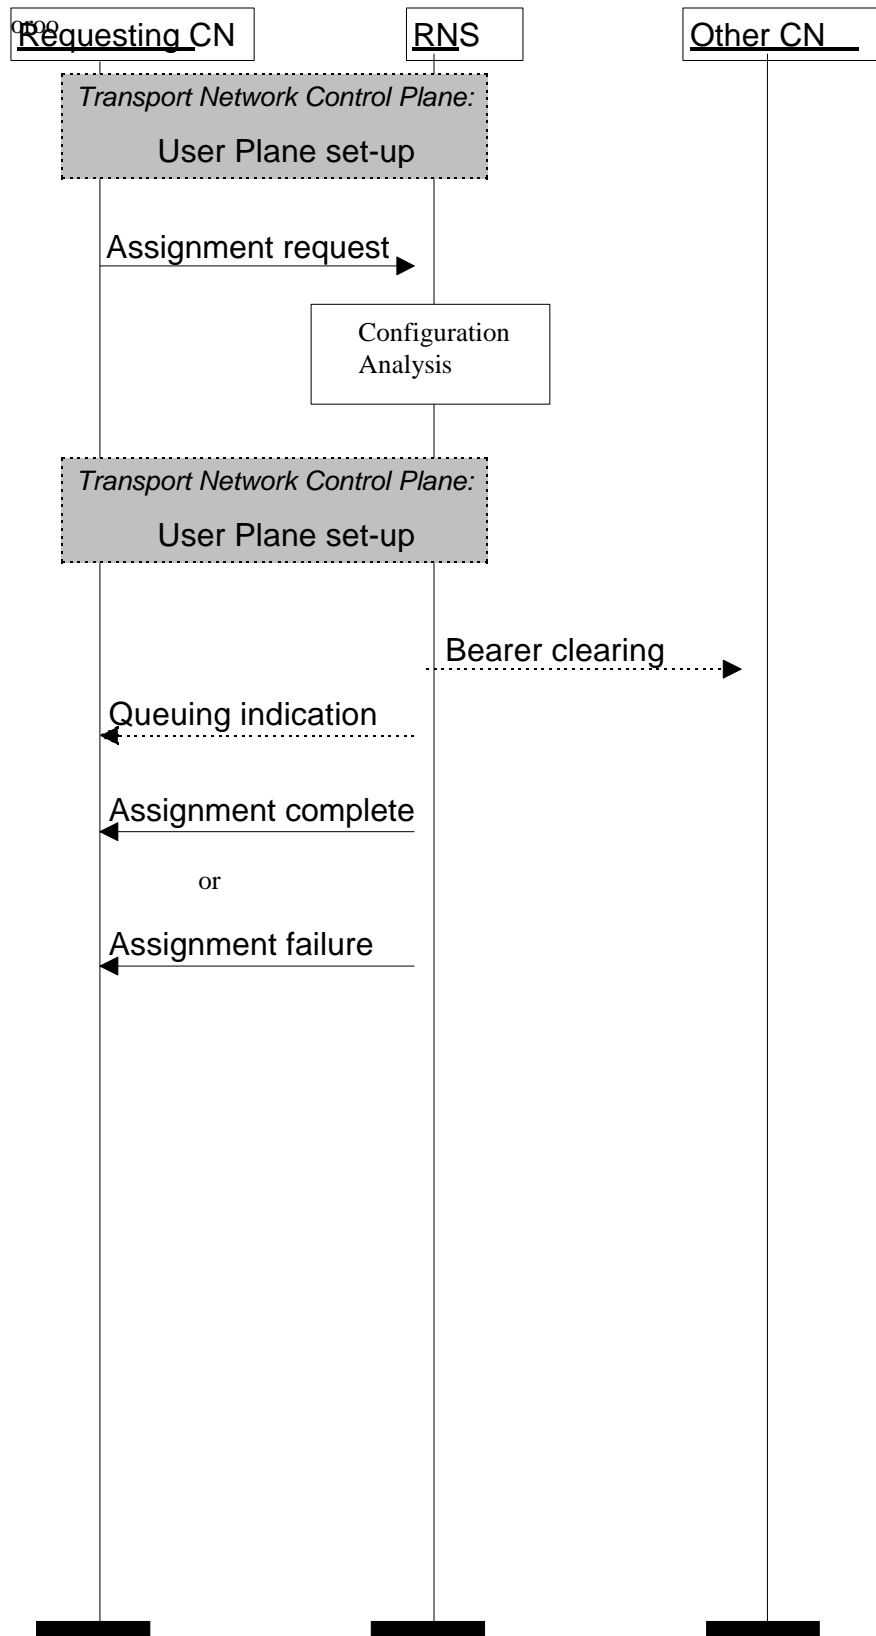 oroo
Requesting CN
RNS
Other CN
Transport Network Control Plane:
User Plane set-up
Assignment request
Configuration
Analysis
Transport Network Control Plane:
User Plane set-up
Bearer clearing
Queuing indication
Assignment complete
or
Assignment failure